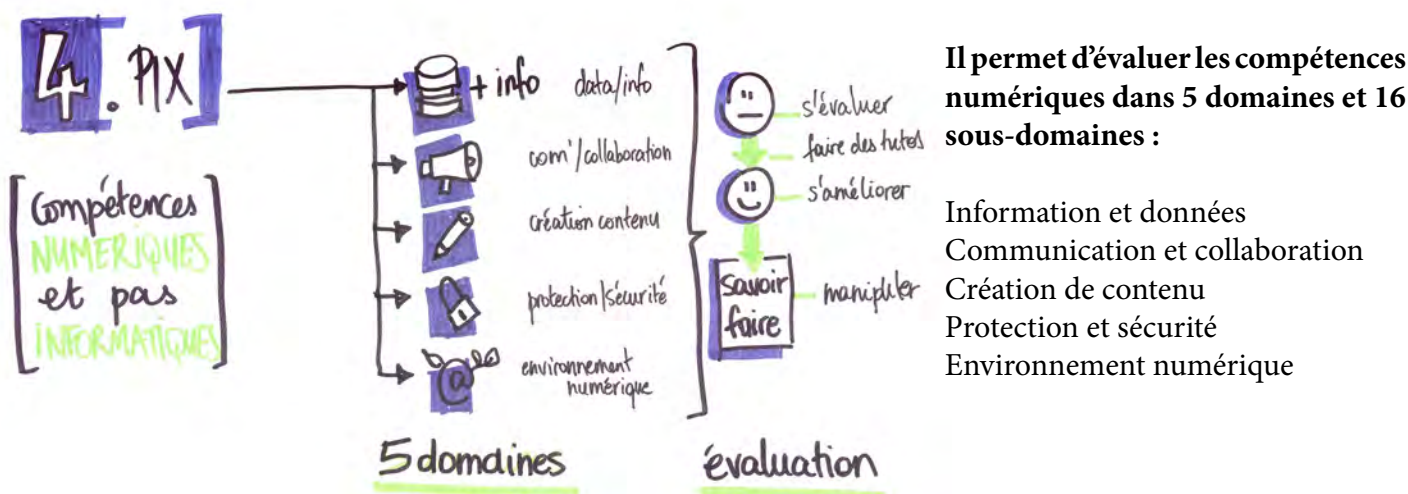 4. PIX
Compétences
NUMERIQUES
et pas
INFORMATIQUES
+ info data/info
com'/collaboration
création contenu
protection/sécurité
@ environnement
numérique
5 domaines
s'évaluer
faire des tutos
s'améliorer
savoir
faire
manipuler
évaluation
Il permet d'évaluer les compétences
numériques dans 5 domaines et 16
sous-domaines :
Information et données
Communication et collaboration
Création de contenu
Protection et sécurité
Environnement numérique